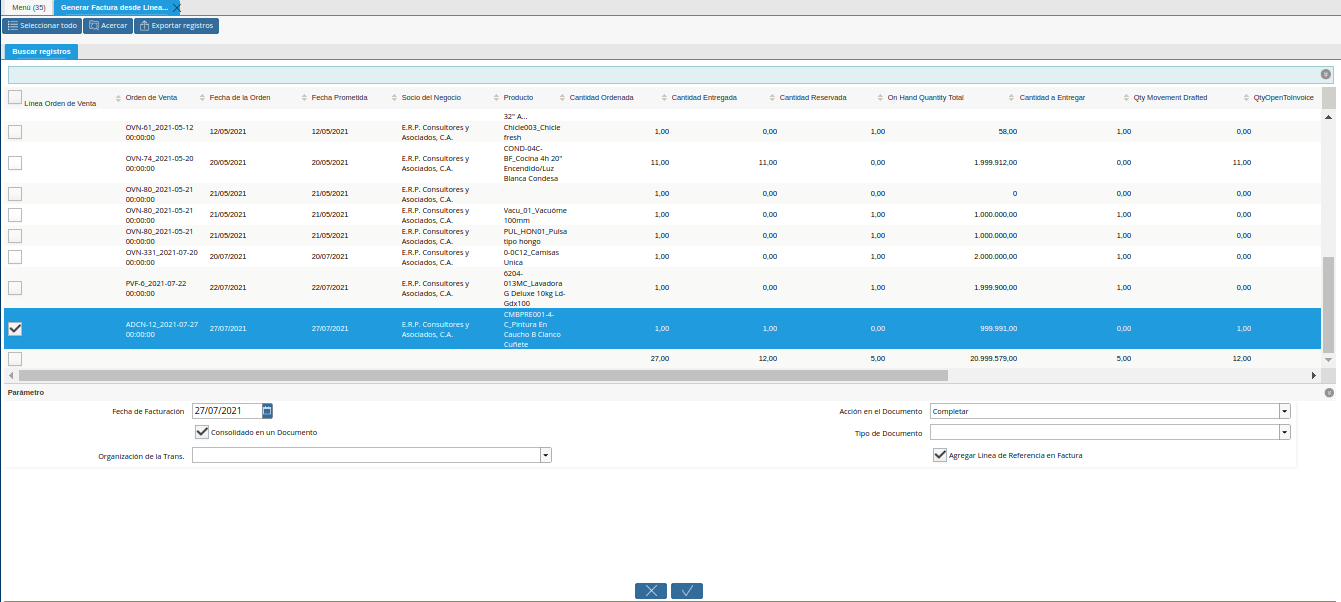 Menú (35) Generar Factura desde Línea...
Seleccionar todo Acercar Exportar registros
Buscar registros
Línea Orden de Venta Orden de Venta Fecha de la Orden Fecha Prometida Socio del Negocio Producto Cantidad Ordenada Cantidad Entregada Cantidad Reservada On Hand Quantity Total Cantidad a Entregar Qty Movement Drafted QtyOpenToInvoice
32" A...
OVN-61_2021-05-12 E.R.P. Consultores y Chicle003_Chicle
00:00:00 12/05/2021 12/05/2021 Asociados, C.A. fresh 1,00 0,00 1,00 58,00 1,00 0,00
COND-04C-
OVN-74_2021-05-20 E.R.P. Consultores y BF_Cocina 4h 20"
00:00:00 20/05/2021 20/05/2021 Asociados, C.A. Encendido/Luz 11,00 11,00 0,00 1.999.912,00 0,00 11,00
Blanca Condesa
OVN-80_2021-05-21 E.R.P. Consultores y
00:00:00 21/05/2021 21/05/2021 Asociados, C.A. 1,00 0,00 0,00 0 0,00 0,00
OVN-80_2021-05-21 E.R.P. Consultores y Vacu_01_Vacuóme
00:00:00 21/05/2021 21/05/2021 Asociados, C.A. 100mm 1,00 0,00 1,00 1.000.000,00 1,00 0,00
OVN-80_2021-05-21 E.R.P. Consultores y PUL_HON01_Pulsa
00:00:00 21/05/2021 21/05/2021 Asociados, C.A. tipo hongo 1,00 0,00 1,00 1.000.000,00 1,00 0,00
OVN-331_2021-07-20 E.R.P. Consultores y 0-0C12_Camisas
00:00:00 20/07/2021 20/07/2021 Asociados, C.A. Unica 1,00 0,00 1,00 2.000.000,00 1,00 0,00
6204-
PVF-6_2021-07-22 E.R.P. Consultores y 013MC_Lavadora
00:00:00 22/07/2021 22/07/2021 Asociados, C.A. G Deluxe 10kg Ld- 1,00 0,00 1,00 1.999.900,00 1,00 0,00
Gdx100
CMBPRE001-4-
ADCN-12_2021-07-27 E.R.P. Consultores y C_Pintura En
00:00:00 27/07/2021 27/07/2021 Asociados, C.A. Caucho B Blanco 1,00 1,00 0,00 999.991,00 0,00 1,00
Cuñete
27,00 12,00 5,00 20.999.579,00 5,00 12,00
Parámetro
Fecha de Facturación 27/07/2021 Acción en el Documento Completar
Consolidado en un Documento Tipo de Documento
Organización de la Trans. Agregar Linea de Referencia en Factura